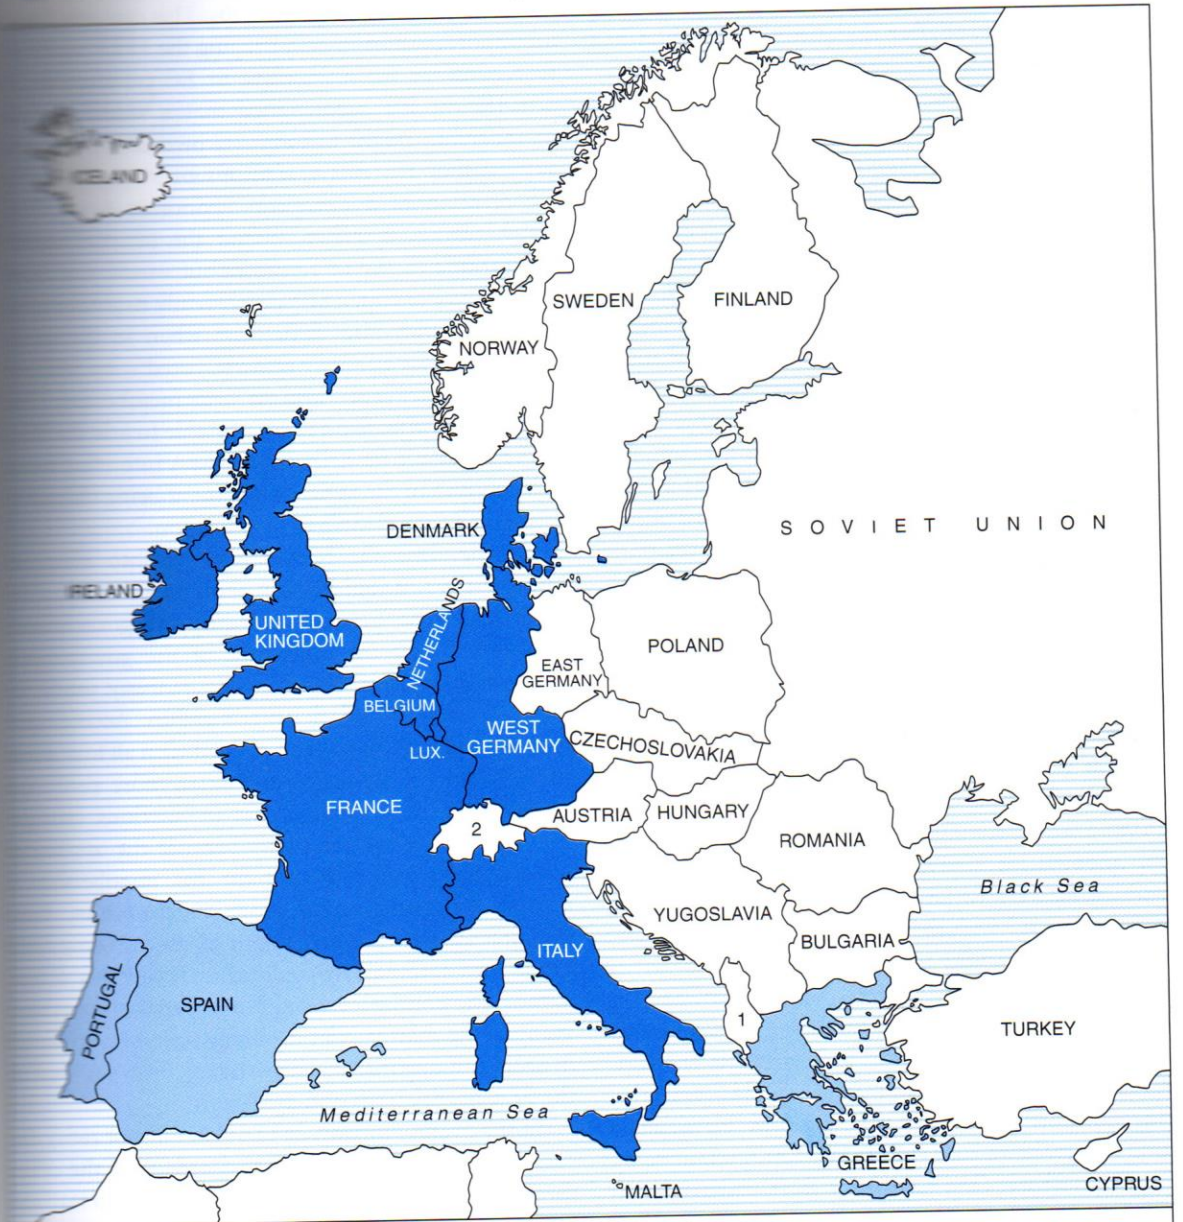 ICELAND
SWEDEN
FINLAND
NORWAY
SOVIET UNION
DENMARK
IRELAND
UNITED
KINGDOM
NETHERLANDS
POLAND
EAST
GERMANY
BELGIUM
WEST
GERMANY
CZECHOSLOVAKIA
LUX.
FRANCE
2
AUSTRIA
HUNGARY
ROMANIA
Black Sea
YUGOSLAVIA
BULGARIA
ITALY
PORTUGAL
SPAIN
1
TURKEY
Mediterranean Sea
GREECE
CYPRUS
MALTA